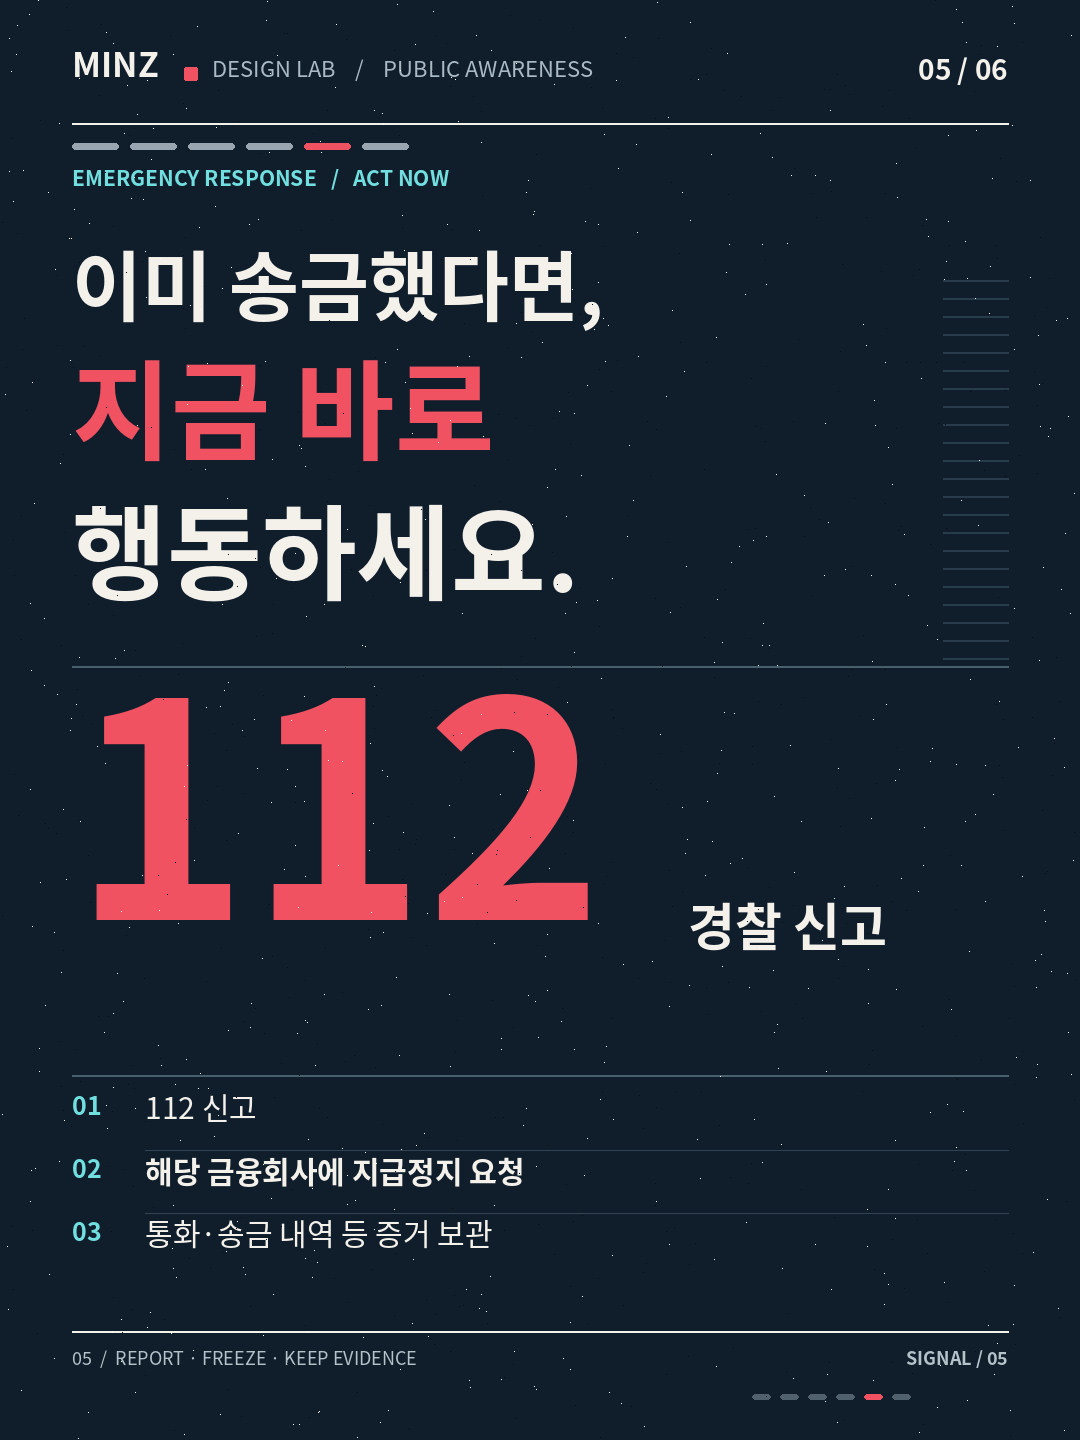 MINZ DESIGN LAB / PUBLIC AWARENESS 05 / 06
EMERGENCY RESPONSE / ACT NOW
이미 송금했다면,
지금 바로
행동하세요.
112 경찰 신고
01 112 신고
02 해당 금융회사에 지급정지 요청
03 통화·송금 내역 등 증거 보관
05 / REPORT · FREEZE · KEEP EVIDENCE SIGNAL / 05